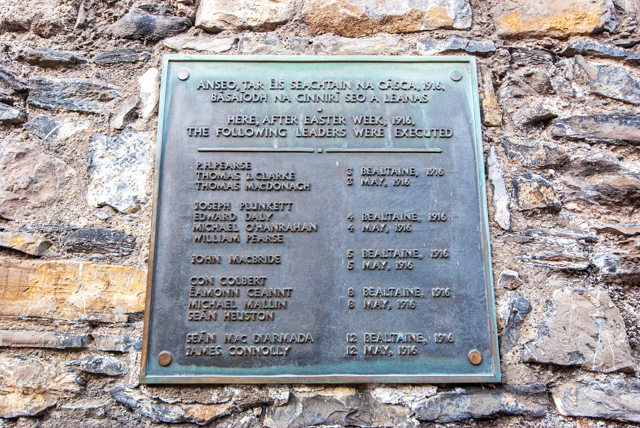 ANSEO, TAR ÉIS SEACHTAIN NA CÁSCA, 1916,
BÁSAÍODH NA CINNIRÍ SEO A LEANAS
HERE, AFTER EASTER WEEK, 1916,
THE FOLLOWING LEADERS WERE EXECUTED
P.H. PEARSE
THOMAS J. CLARKE 3 BEALTAINE, 1916
THOMAS MACDONAGH 3 MAY, 1916
JOSEPH PLUNKETT
EDWARD DALY 4 BEALTAINE, 1916
MICHAEL O'HANRAHAN 4 MAY, 1916
WILLIAM PEARSE
JOHN MACBRIDE 5 BEALTAINE, 1916
5 MAY, 1916
CON COLBERT
ÉAMONN CEANNT 8 BEALTAINE, 1916
MICHAEL MALLIN 8 MAY, 1916
SEÁN HEUSTON
SEÁN MAC DIARMADA 12 BEALTAINE, 1916
JAMES CONNOLLY 12 MAY, 1916